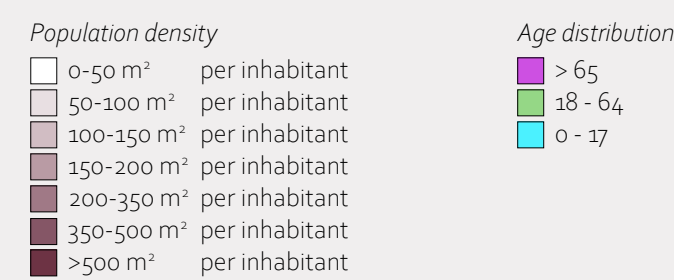 Population density
0-50 m² per inhabitant
50-100 m² per inhabitant
100-150 m² per inhabitant
150-200 m² per inhabitant
200-350 m² per inhabitant
350-500 m² per inhabitant
>500 m² per inhabitant
Age distribution
> 65
18 - 64
0 - 17